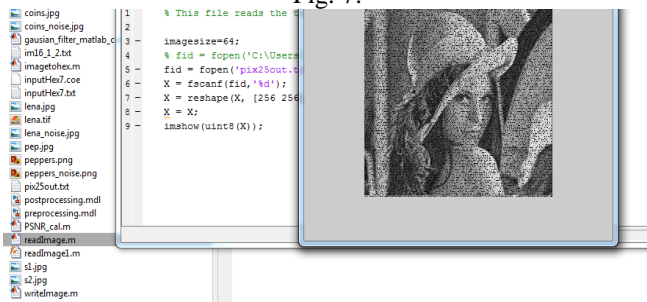 Fig. 7.
coins.jpg
coins_noise.jpg
gausian_filter_matlab_c
im16_1_2.txt
imagetohex.m
inputHex7.coe
inputHex7.txt
lena.jpg
lena.tif
lena_noise.jpg
pep.jpg
peppers.png
peppers_noise.png
pix25out.txt
postprocessing.mdl
preprocessing.mdl
PSNR_cal.m
readImage.m
readImage1.m
s1.jpg
s2.jpg
writeImage.m
1 % This file reads the t
2
3 – imagesize=64;
4 % fid = fopen('C:\Users
5 – fid = fopen('pix25out.t
6 – X = fscanf(fid,'%d');
7 – X = reshape(X, [256 256
8 – X = X;
9 – imshow(uint8(X));